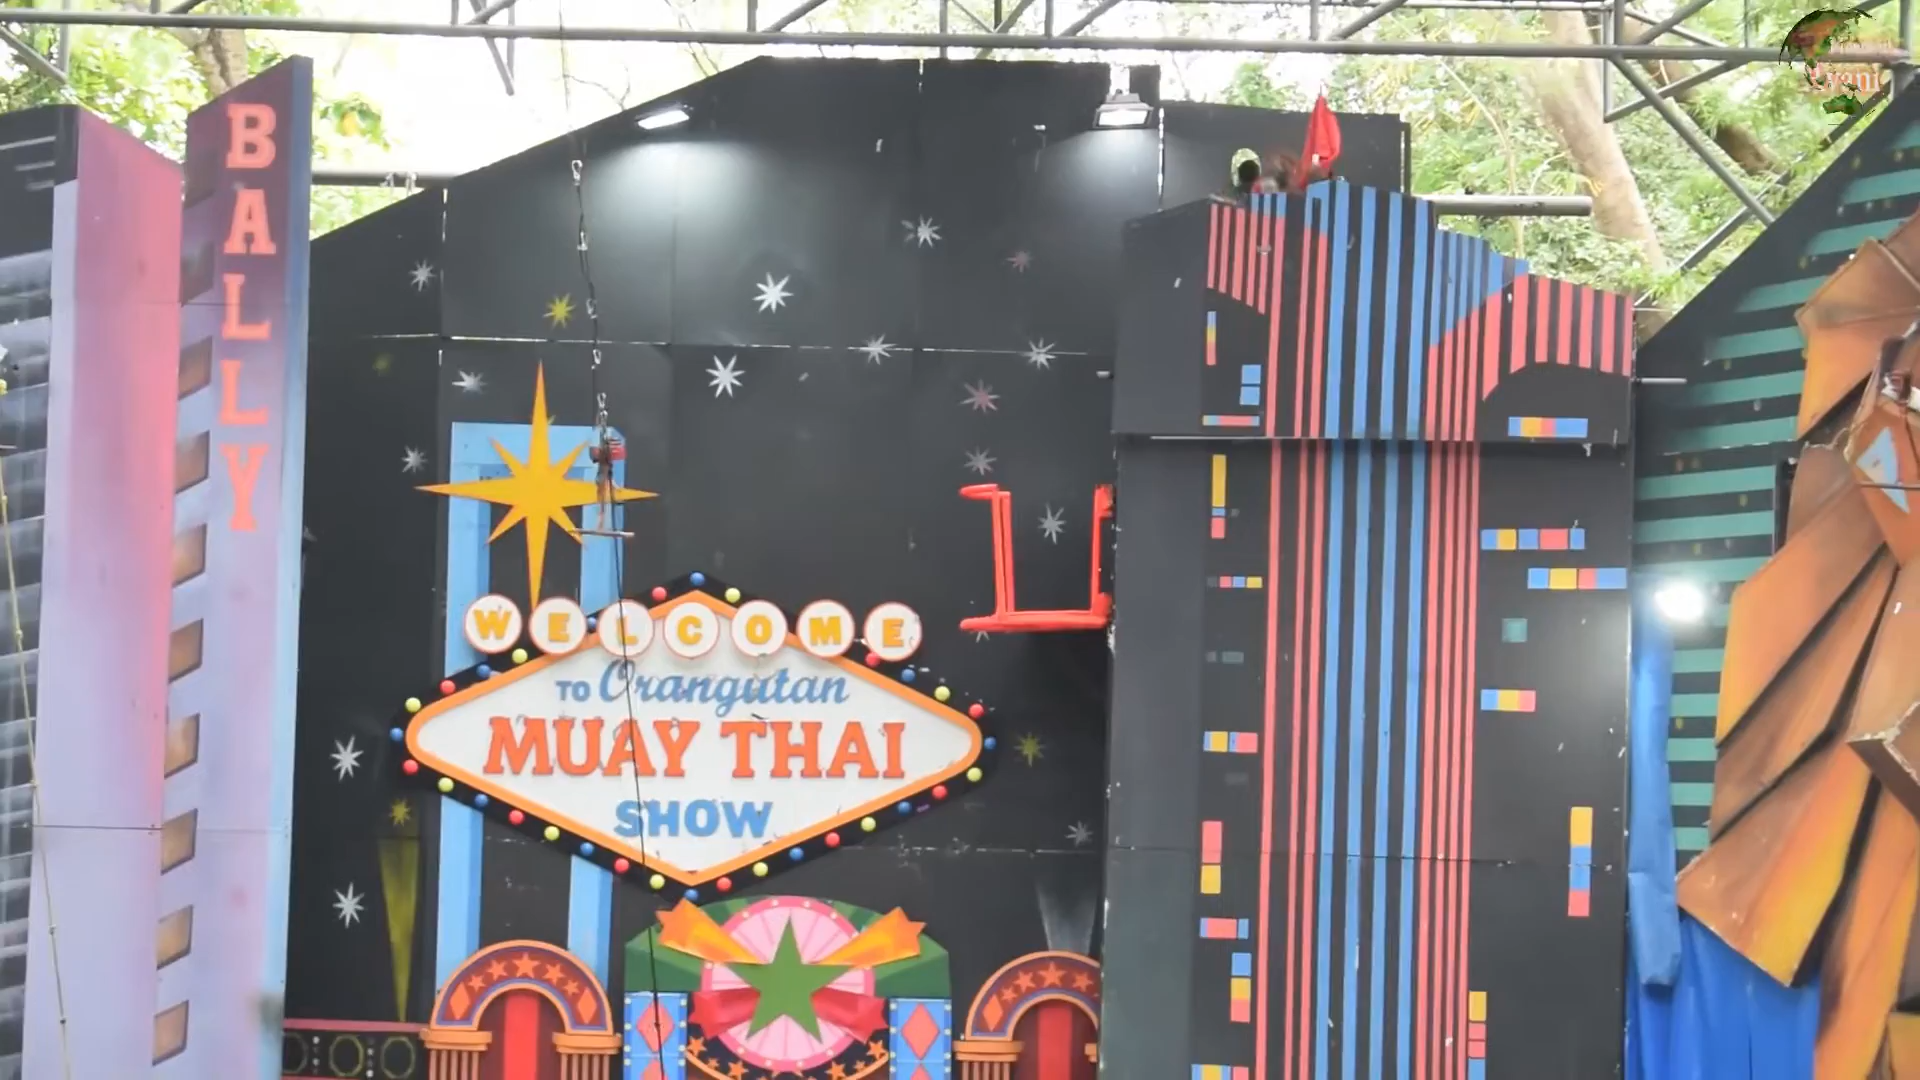 BALLY
WELCOME
TO Orangutan
MUAY THAI
SHOW